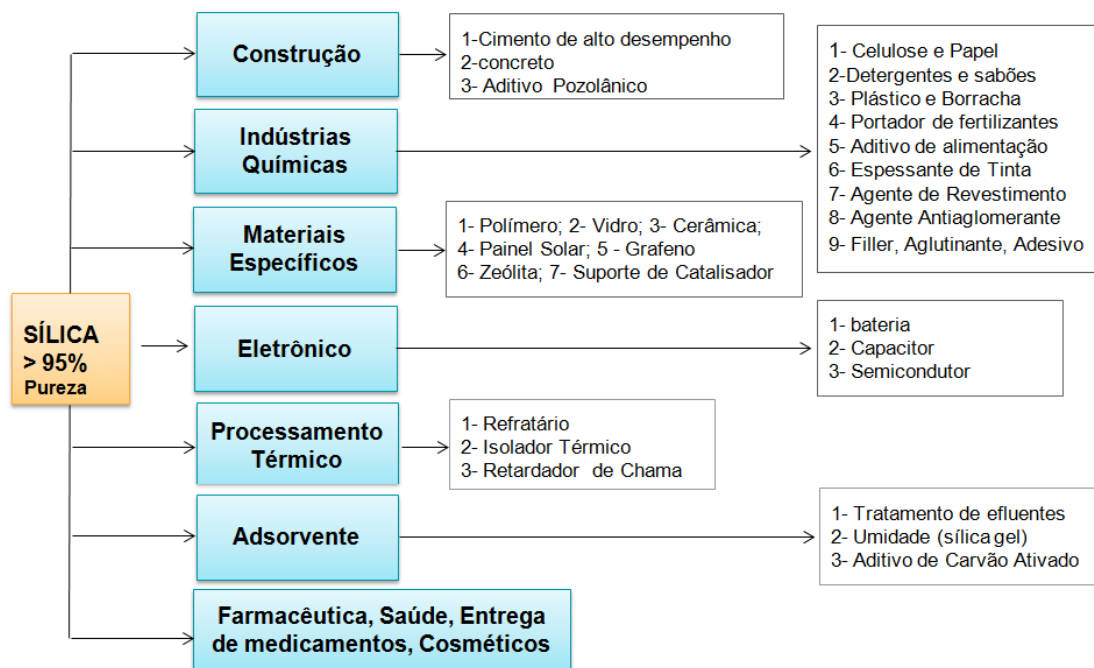 SÍLICA
> 95%
Pureza
Construção
1-Cimento de alto desempenho
2-concreto
3- Aditivo Pozolânico
Indústrias
Químicas
1- Celulose e Papel
2-Detergentes e sabões
3- Plástico e Borracha
4- Portador de fertilizantes
5- Aditivo de alimentação
6- Espessante de Tinta
7- Agente de Revestimento
8- Agente Antiaglomerante
9- Filler, Aglutinante, Adesivo
Materiais
Específicos
1- Polímero; 2- Vidro; 3- Cerâmica;
4- Painel Solar; 5 - Grafeno
6- Zeólita; 7- Suporte de Catalisador
Eletrônico
1- bateria
2- Capacitor
3- Semicondutor
Processamento
Térmico
1- Refratário
2- Isolador Térmico
3- Retardador de Chama
Adsorvente
1- Tratamento de efluentes
2- Umidade (sílica gel)
3- Aditivo de Carvão Ativado
Farmacêutica, Saúde, Entrega
de medicamentos, Cosméticos